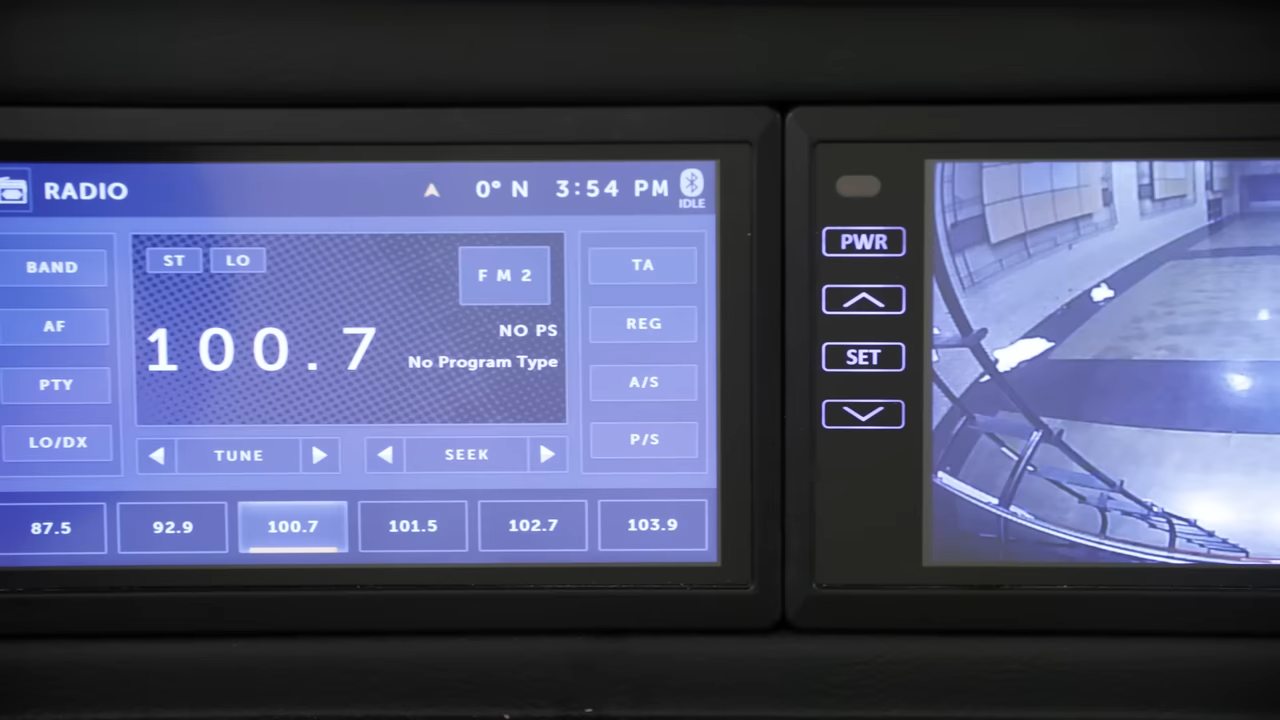 RADIO
0° N 3:54 PM
IDLE
BAND
AF
PTY
LO/DX
ST LO
FM2
100.7
NO PS
No Program Type
TUNE
SEEK
TA
REG
A/S
P/S
87.5 92.9 100.7 101.5 102.7 103.9
PWR
SET